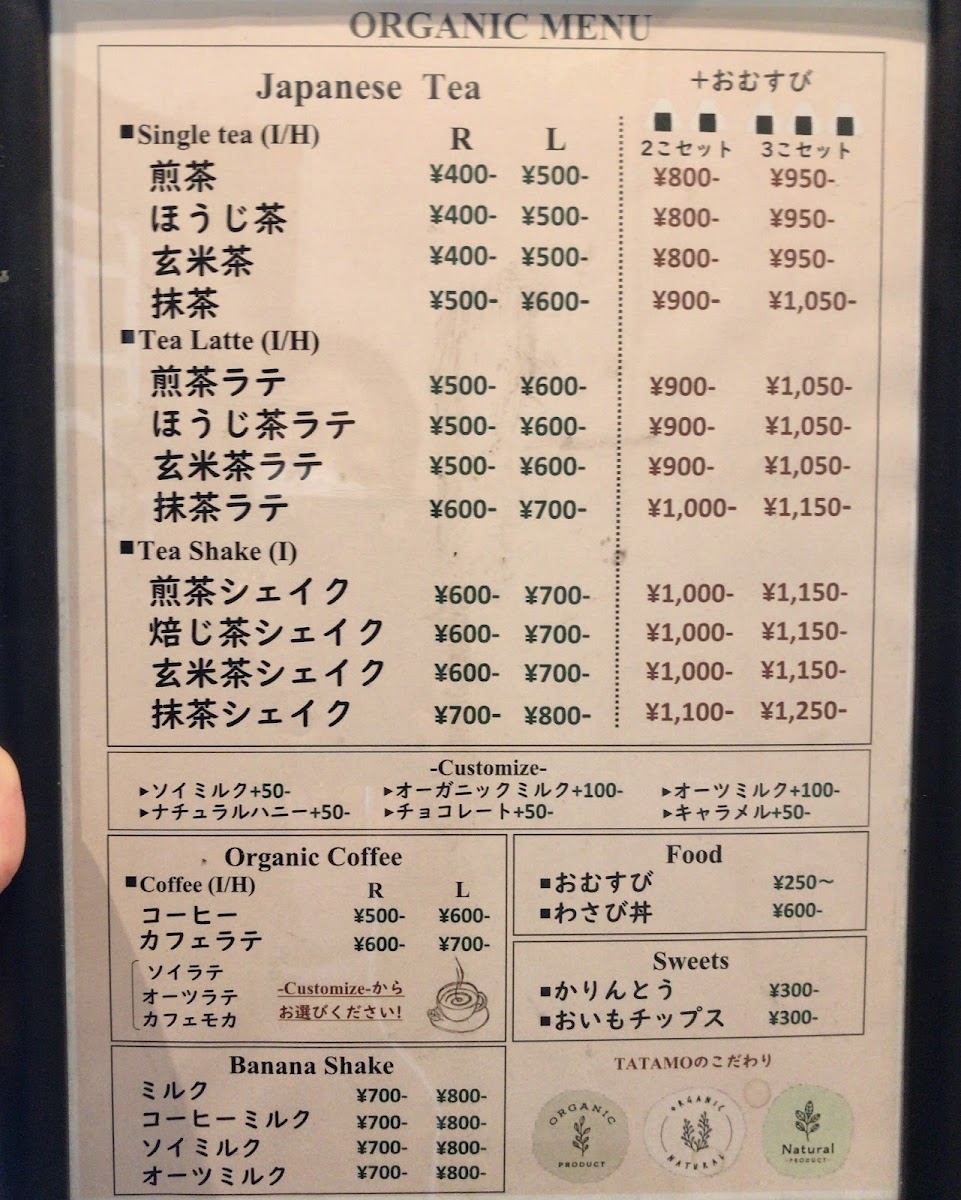 ORGANIC MENU
Japanese Tea
+おむすび
■Single tea (I/H) R L 2こセット 3こセット
煎茶 ¥400- ¥500- ¥800- ¥950-
ほうじ茶 ¥400- ¥500- ¥800- ¥950-
玄米茶 ¥400- ¥500- ¥800- ¥950-
抹茶 ¥500- ¥600- ¥900- ¥1,050-
■Tea Latte (I/H)
煎茶ラテ ¥500- ¥600- ¥900- ¥1,050-
ほうじ茶ラテ ¥500- ¥600- ¥900- ¥1,050-
玄米茶ラテ ¥500- ¥600- ¥900- ¥1,050-
抹茶ラテ ¥600- ¥700- ¥1,000- ¥1,150-
■Tea Shake (I)
煎茶シェイク ¥600- ¥700- ¥1,000- ¥1,150-
焙じ茶シェイク ¥600- ¥700- ¥1,000- ¥1,150-
玄米茶シェイク ¥600- ¥700- ¥1,000- ¥1,150-
抹茶シェイク ¥700- ¥800- ¥1,100- ¥1,250-
-Customize-
▸ソイミルク+50- ▸オーガニックミルク+100- ▸オーツミルク+100-
▸ナチュラルハニー+50- ▸チョコレート+50- ▸キャラメル+50-
Organic Coffee
■Coffee (I/H) R L
コーヒー ¥500- ¥600-
カフェラテ ¥600- ¥700-
ソイラテ
オーツラテ
カフェモカ
-Customize-から
お選びください!
Food
■おむすび ¥250〜
■わさび丼 ¥600-
Sweets
■かりんとう ¥300-
■おいもチップス ¥300-
Banana Shake
ミルク ¥700- ¥800-
コーヒーミルク ¥700- ¥800-
ソイミルク ¥700- ¥800-
オーツミルク ¥700- ¥800-
TATAMOのこだわり
ORGANIC
PRODUCT
ORGANIC
NATURAL
Natural
-PRODUCT-